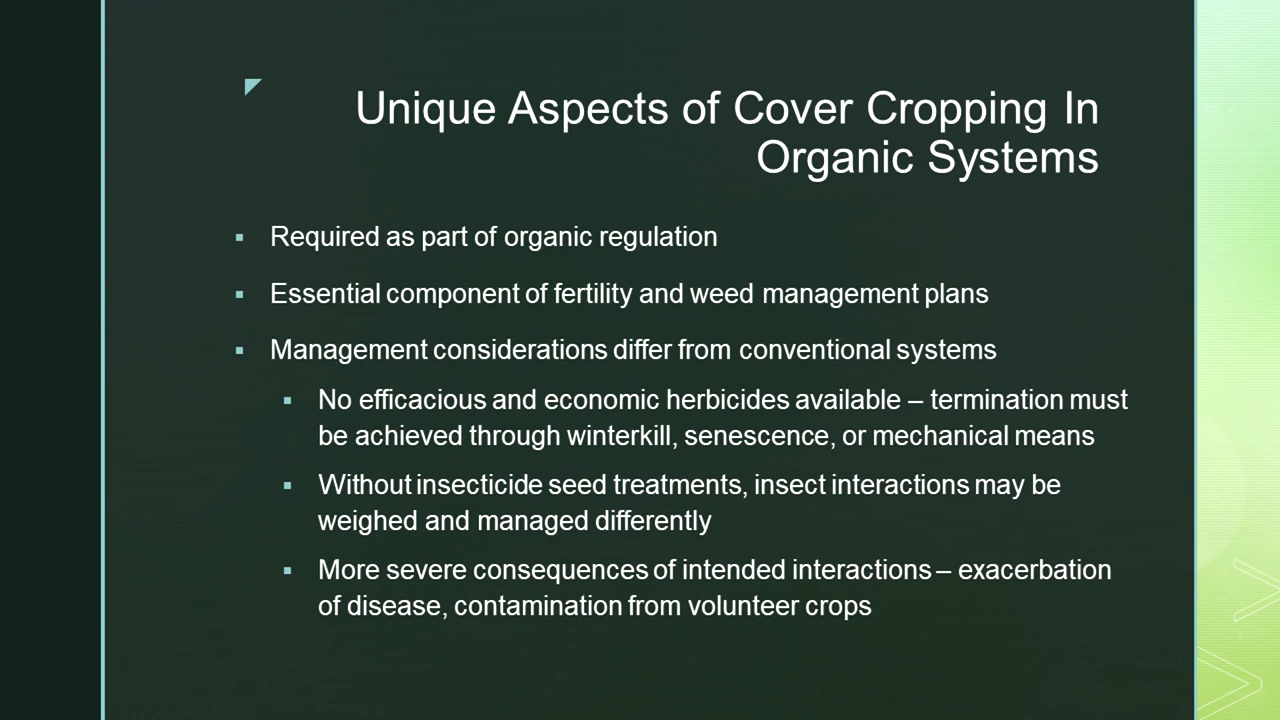 Unique Aspects of Cover Cropping In
Organic Systems
▪ Required as part of organic regulation
▪ Essential component of fertility and weed management plans
▪ Management considerations differ from conventional systems
▪ No efficacious and economic herbicides available – termination must
be achieved through winterkill, senescence, or mechanical means
▪ Without insecticide seed treatments, insect interactions may be
weighed and managed differently
▪ More severe consequences of intended interactions – exacerbation
of disease, contamination from volunteer crops